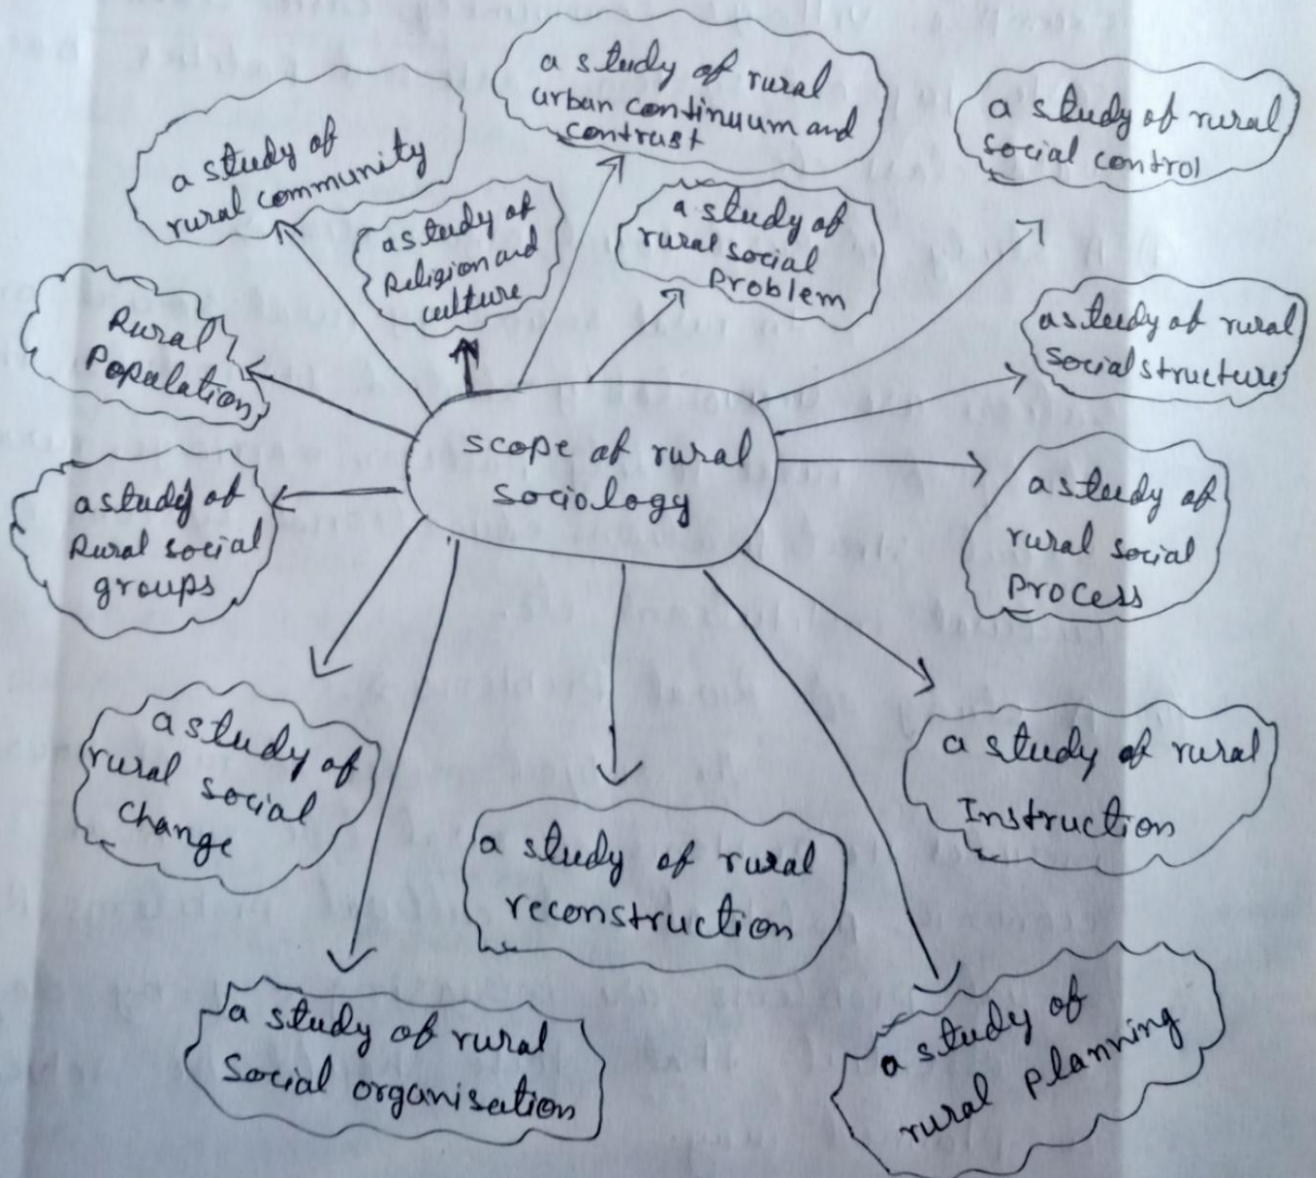 a study of rural
urban continuum and
contrast
a study of rural
social control
a study of
rural community
a study of
Religion and
culture
a study of
rural social
Problem
Rural
Population
a study of rural
social structure
scope of rural
sociology
a study of
Rural social
groups
a study of
rural social
Process
a study of
rural social
change
a study of rural
Instruction
a study of rural
reconstruction
a study of rural
Social organisation
a study of
rural planning